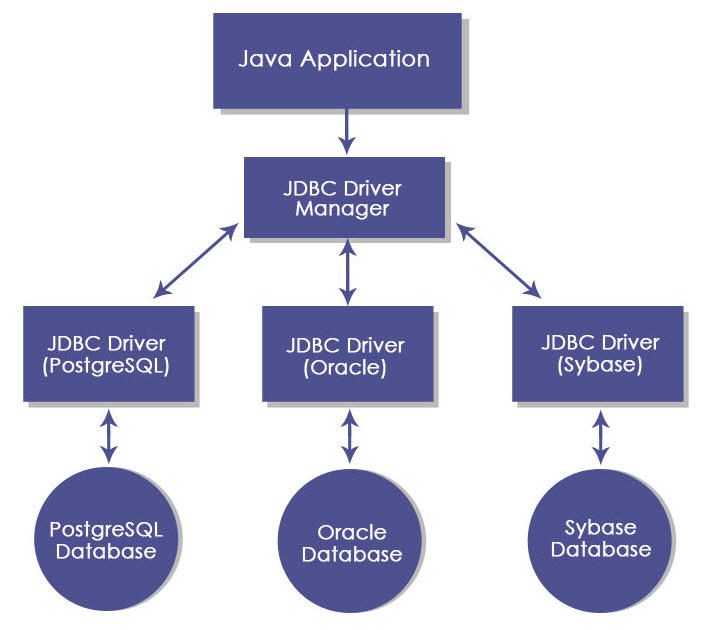 Java Application
JDBC Driver
Manager
JDBC Driver
(PostgreSQL)
JDBC Driver
(Oracle)
JDBC Driver
(Sybase)
PostgreSQL
Database
Oracle
Database
Sybase
Database